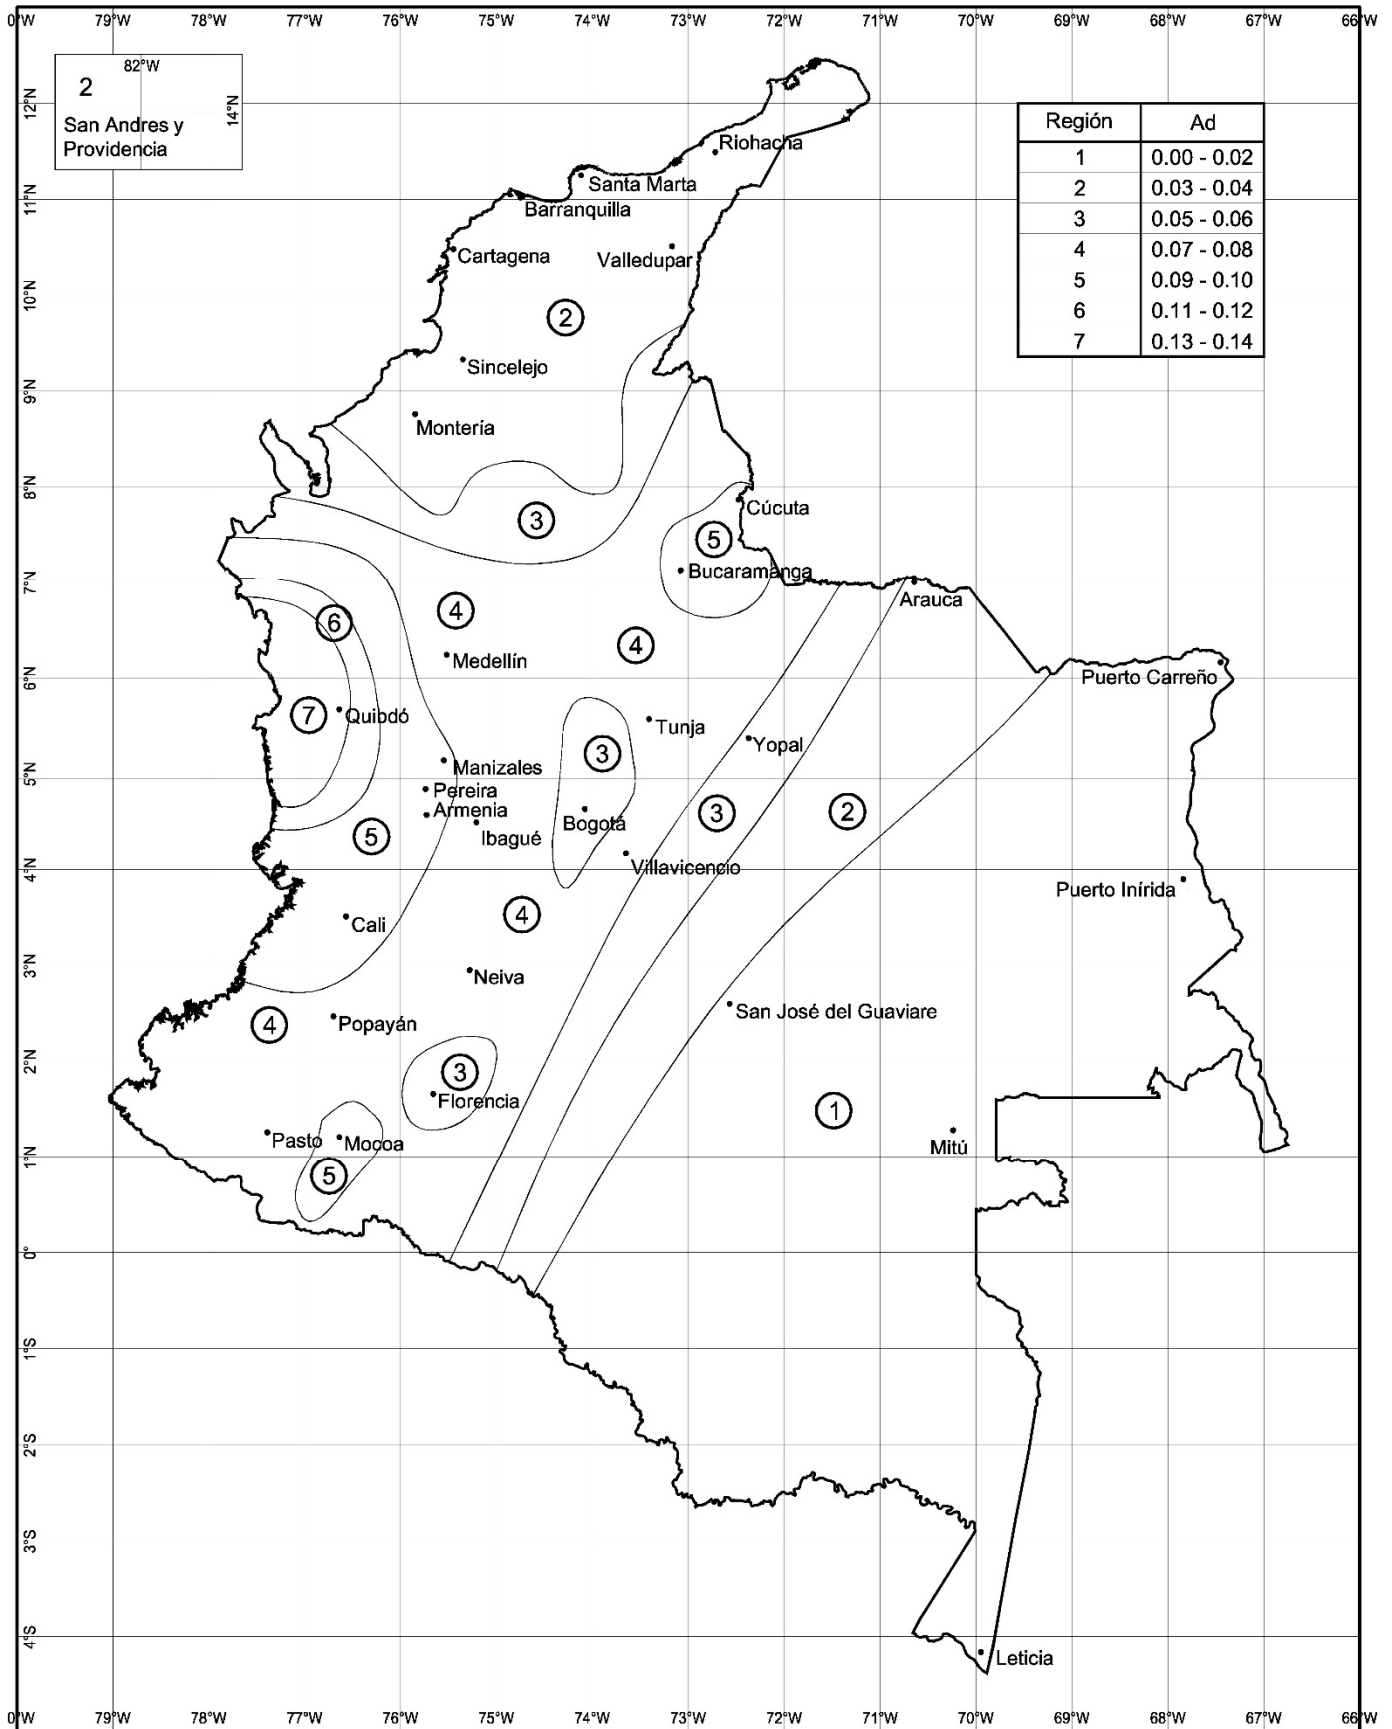 0°W 79°W 78°W 77°W 76°W 75°W 74°W 73°W 72°W 71°W 70°W 69°W 68°W 67°W 66°W
82°W
2
14°N
San Andres y
Providencia
12°N
Región Ad
1 0.00 - 0.02
2 0.03 - 0.04
3 0.05 - 0.06
4 0.07 - 0.08
5 0.09 - 0.10
6 0.11 - 0.12
7 0.13 - 0.14
Riohacha
Santa Marta
11°N
Barranquilla
Cartagena
Valledupar
10°N
2
Sincelejo
9°N
Montería
8°N
Cúcuta
3
5
Bucaramanga
7°N
Arauca
4
6
4
Medellín
6°N
Puerto Carreño
7
Quibdó
Tunja
Yopal
3
Manizales
5°N
Pereira
Armenia
Bogotá
3
2
5
Ibagué
4°N
Villavicencio
Puerto Inírida
4
Cali
3°N
Neiva
San José del Guaviare
4
Popayán
2°N
3
Florencia
1
Pasto
Mocoa
Mitú
1°N
5
0°
1°S
2°S
3°S
4°S
Leticia
0°W 79°W 78°W 77°W 76°W 75°W 74°W 73°W 72°W 71°W 70°W 69°W 68°W 67°W 66°W